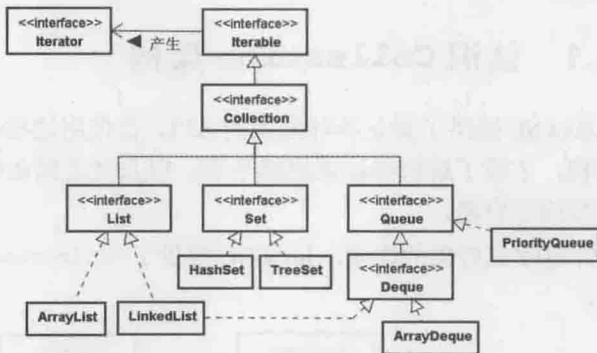 <<interface>>
Iterator
<<interface>>
Iterable
产生
<<interface>>
Collection
<<interface>>
List
<<interface>>
Set
<<interface>>
Queue
PriorityQueue
HashSet
TreeSet
<<interface>>
Deque
ArrayList
LinkedList
ArrayDeque